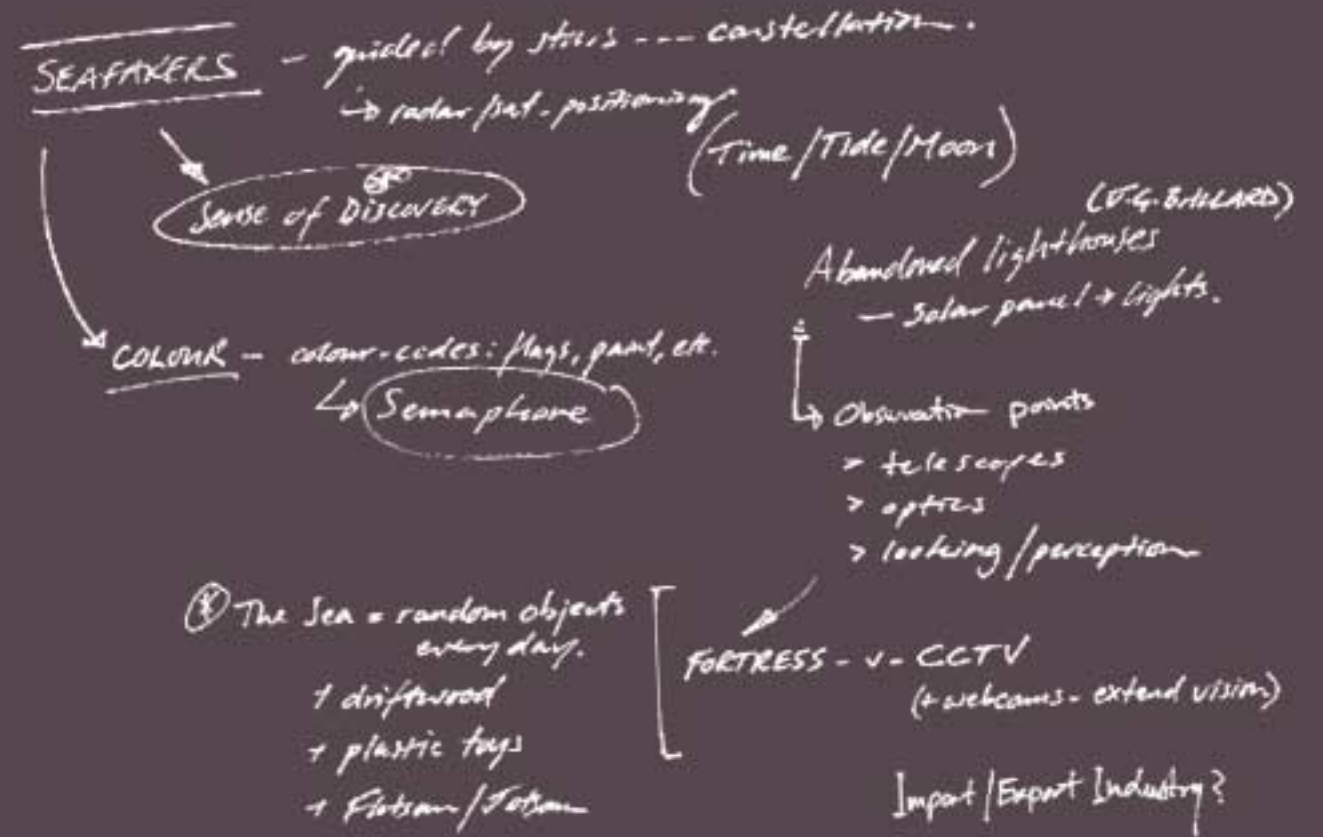 SEAFARERS - guided by stars --- constellation.
↳ radar/sat-positioning
(Time/Tide/Moon)
Sense of DISCOVERY
(J.G. BALLARD)
Abandoned lighthouses
- Solar panel → lights.
COLOUR - colour-codes: flags, paint, etc.
↳ Semaphore
↳ Observation points
> telescopes
> optics
> looking/perception
* The Sea = random objects
every day.
+ driftwood
+ plastic toys
+ Flotsam/Jetsam
FORTRESS - v - CCTV
(+ webcams - extend vision)
Import/Export Industry?